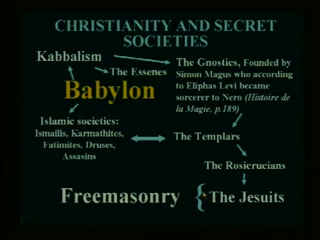 CHRISTIANITY AND SECRET
SOCIETIES
Kabbalism
The Essenes
The Gnostics, Founded by
Simon Magus who according
to Eliphas Levi became
sorcerer to Nero (Histoire de
la Magie, p.189)
Babylon
Islamic societies:
Ismailis, Karmathites,
Fatimites, Druses,
Assasins
The Templars
The Rosicrucians
Freemasonry { The Jesuits